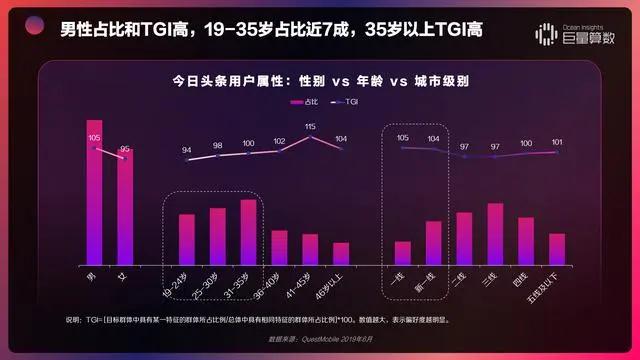 男性占比和TGI高，19-35岁占比近7成，35岁以上TGI高
Ocean Insights
巨量算数
今日头条用户属性：性别 vs 年龄 vs 城市级别
占比 TGI
105 95 94 98 100 102 115 104 105 104 97 97 100 101
男 女 19-24岁 25-30岁 31-35岁 36-40岁 41-45岁 46岁以上 一线 新一线 二线 三线 四线 五线及以下
说明：TGI=[目标群体中具有某一特征的群体所占比例/总体中具有相同特征的群体所占比例]*100。数值越大，表示偏好度越明显。
数据来源：QuestMobile 2019年6月